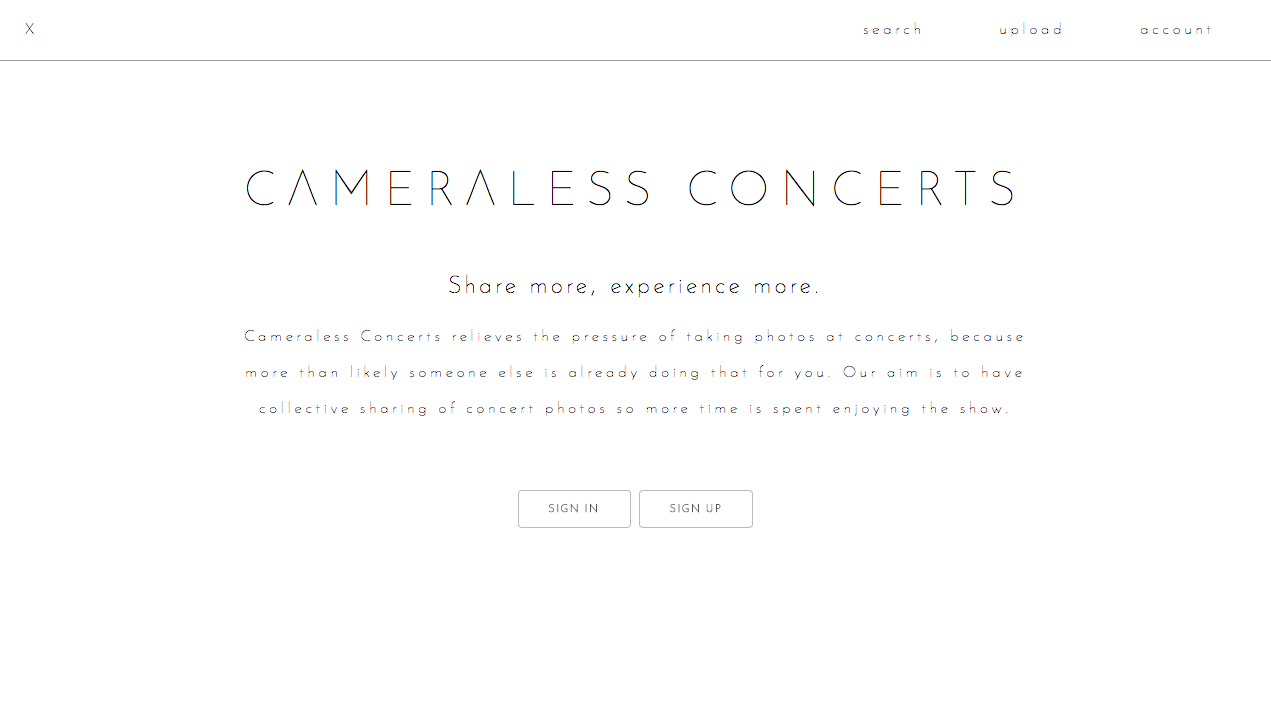 X
search upload account
CAMERALESS CONCERTS
Share more, experience more.
Cameraless Concerts relieves the pressure of taking photos at concerts, because
more than likely someone else is already doing that for you. Our aim is to have
collective sharing of concert photos so more time is spent enjoying the show.
SIGN IN SIGN UP